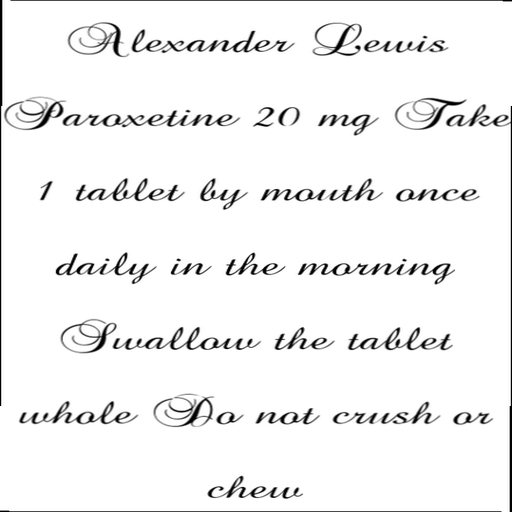 Alexander Lewis
Paroxetine 20 mg Take
1 tablet by mouth once
daily in the morning
Swallow the tablet
whole Do not crush or
chew